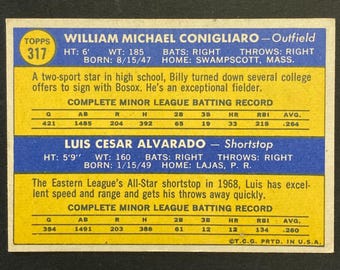 TOPPS
317
WILLIAM MICHAEL CONIGLIARO — Outfield
HT: 6' WT: 185 BATS: RIGHT THROWS: RIGHT
BORN: 8/15/47 HOME: SWAMPSCOTT, MASS.
A two-sport star in high school, Billy turned down several college
offers to sign with Bosox. He's an exceptional fielder.
COMPLETE MINOR LEAGUE BATTING RECORD
G AB R H 2B 3B HR RBI AVG
421 1485 204 392 65 19 33 218 .264
LUIS CESAR ALVARADO — Shortstop
HT: 5'9" WT: 160 BATS: RIGHT THROWS: RIGHT
BORN: 1/15/49 HOME: LAJAS, P. R.
The Eastern League's All-Star shortstop in 1968, Luis has excel-
lent speed and range and gets his throws away quickly.
COMPLETE MINOR LEAGUE BATTING RECORD
G AB R H 2B 3B HR RBI AVG
384 1491 203 388 61 12 12 134 .260
©T.C.G. PRTD. IN U.S.A.